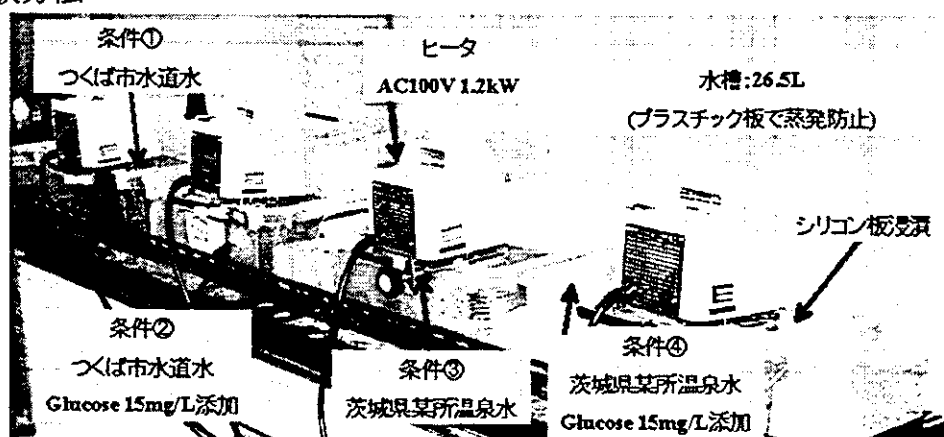 条件①
つくば市水道水
ヒータ
AC100V 1.2kW
水槽:26.5L
(プラスチック板で蒸発防止)
シリコン板浸漬
条件②
つくば市水道水
Glucose 15mg/L添加
条件③
茨城県某所温泉水
条件④
茨城県某所温泉水
Glucose 15mg/L添加